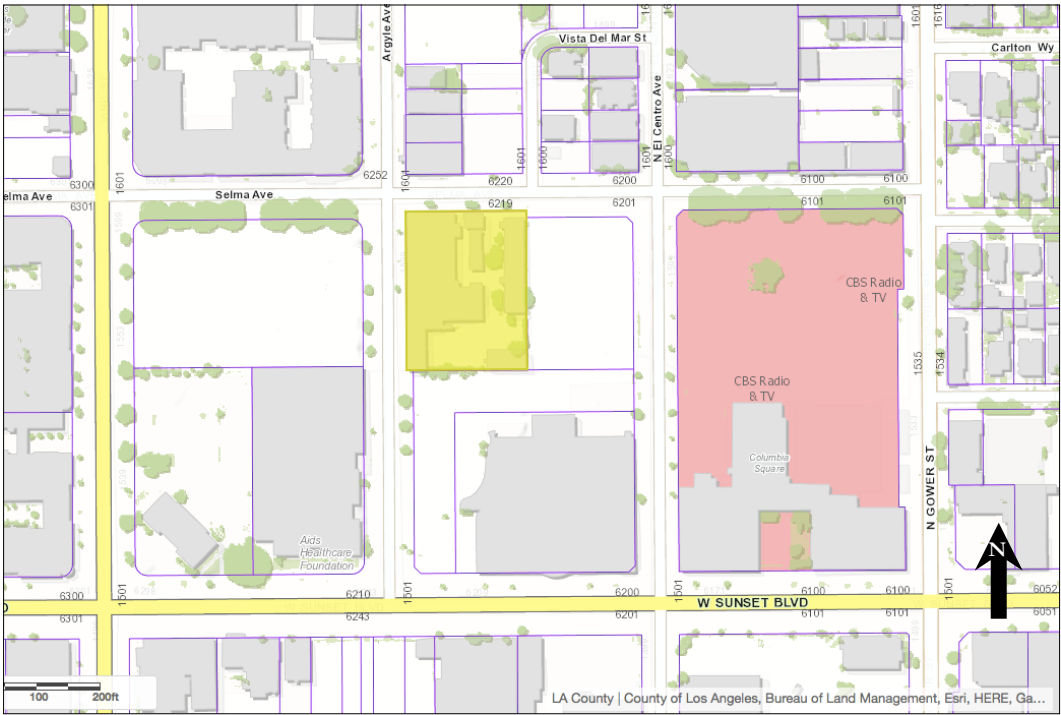 Argyle Ave
1601
1616
Vista Del Mar St
Carlton Wy
N El Centro Ave
6300
1601
6252
1601
6220
1601
1600
6200
1601
1600
6100
6100
elma Ave
Selma Ave
6301
6219
6201
6101
6101
CBS Radio
& TV
1535
1534
CBS Radio
& TV
Columbia
Square
N GOWER ST
N
Aids
Healthcare
Foundation
6300
1501
6210
1501
6200
1501
6100
1501
6052
D
W SUNSET BLVD
6301
6243
6201
6101
6101
6051
100
200ft
LA County | County of Los Angeles, Bureau of Land Management, Esri, HERE, Ga...